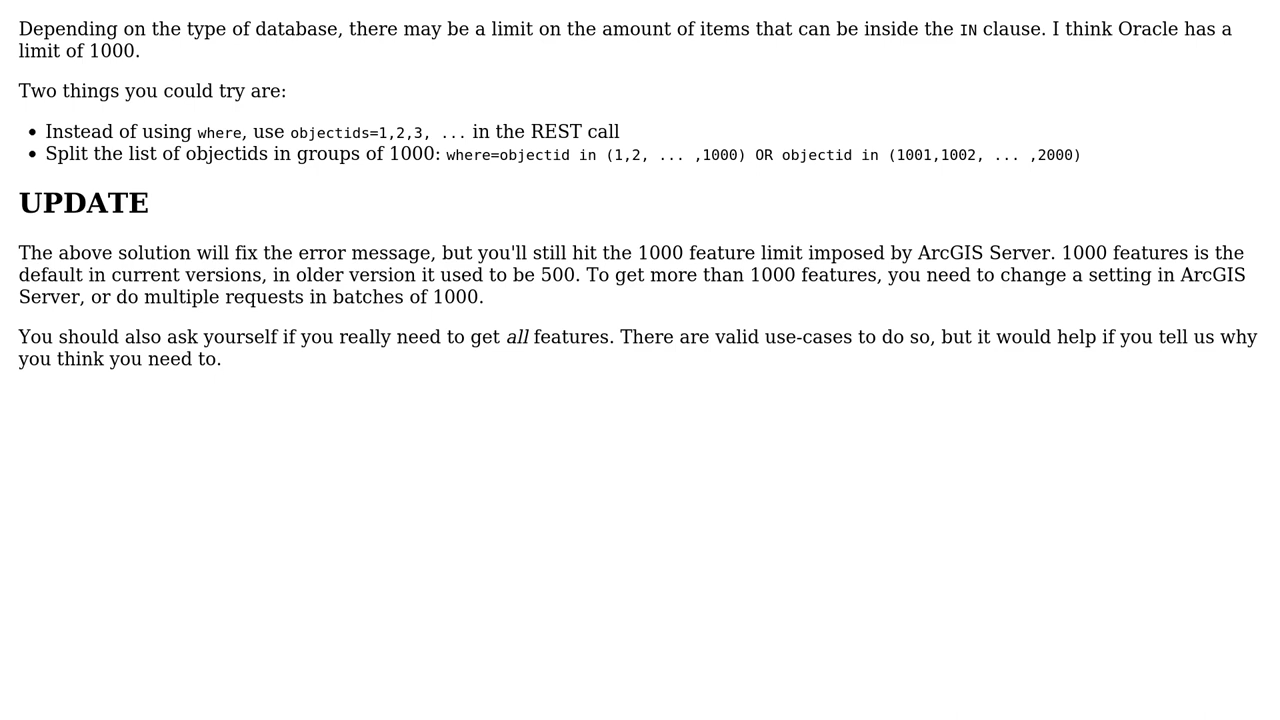 Depending on the type of database, there may be a limit on the amount of items that can be inside the IN clause. I think Oracle has a
limit of 1000.
Two things you could try are:
• Instead of using where, use objectids=1,2,3, ... in the REST call
• Split the list of objectids in groups of 1000: where=objectid in (1,2, ... ,1000) OR objectid in (1001,1002, ... ,2000)
UPDATE
The above solution will fix the error message, but you'll still hit the 1000 feature limit imposed by ArcGIS Server. 1000 features is the
default in current versions, in older version it used to be 500. To get more than 1000 features, you need to change a setting in ArcGIS
Server, or do multiple requests in batches of 1000.
You should also ask yourself if you really need to get all features. There are valid use-cases to do so, but it would help if you tell us why
you think you need to.